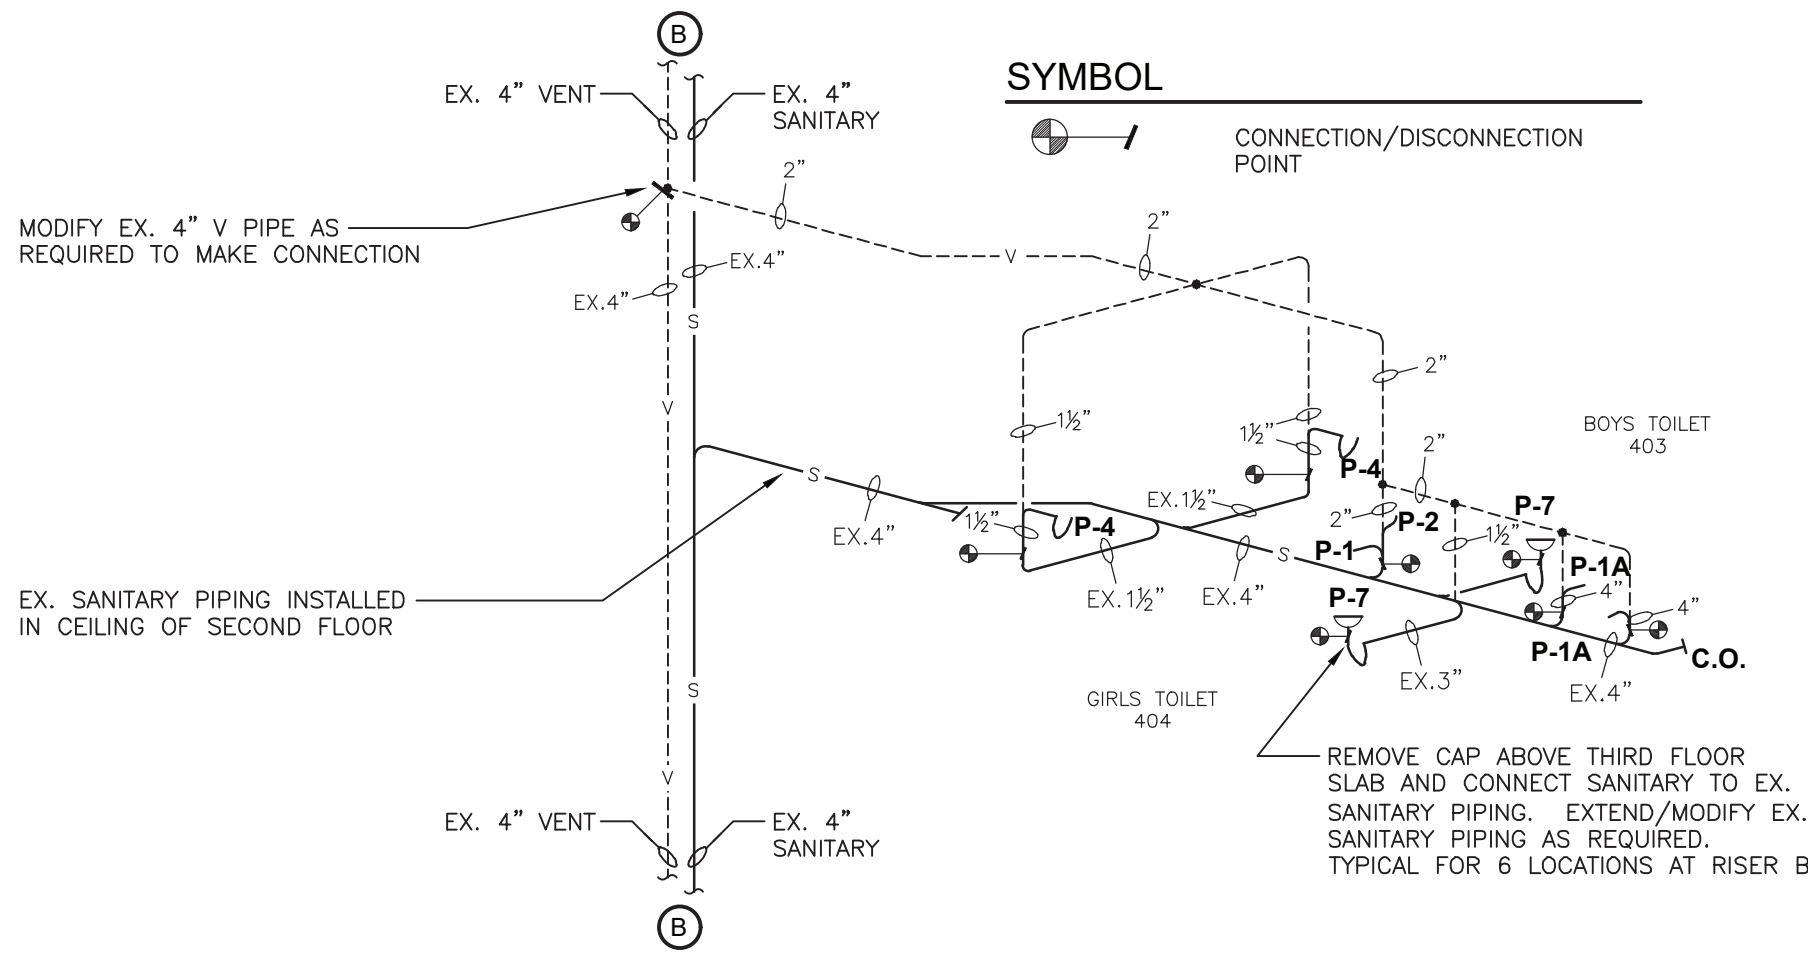 B
EX. 4” VENT
EX. 4”
SANITARY
SYMBOL
CONNECTION/DISCONNECTION
POINT
2”
MODIFY EX. 4” V PIPE AS
REQUIRED TO MAKE CONNECTION
2”
V
EX.4”
EX.4”
S
2”
V
1½”
1½”
BOYS TOILET
403
2”
P-4
S
EX.4”
1½”
P-4
EX.1½”
2”
P-2
P-7
1½”
P-1
S
P-1A
EX.1½”
EX.4”
P-7
4”
4”
EX. SANITARY PIPING INSTALLED
IN CEILING OF SECOND FLOOR
P-1A
C.O.
EX.3”
EX.4”
S
GIRLS TOILET
404
V
REMOVE CAP ABOVE THIRD FLOOR
SLAB AND CONNECT SANITARY TO EX.
SANITARY PIPING. EXTEND/MODIFY EX.
SANITARY PIPING AS REQUIRED.
TYPICAL FOR 6 LOCATIONS AT RISER B
EX. 4” VENT
EX. 4”
SANITARY
B